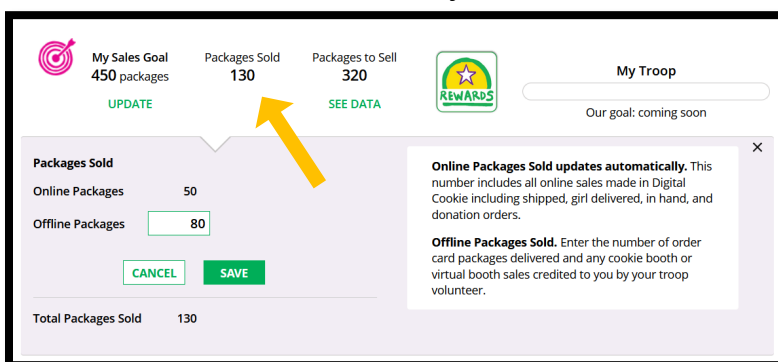 My Sales Goal
450 packages
UPDATE
Packages Sold
130
Packages to Sell
320
SEE DATA
REWARDS
My Troop
Our goal: coming soon
Packages Sold
Online Packages 50
Offline Packages 80
CANCEL SAVE
Total Packages Sold 130
×
Online Packages Sold updates automatically. This
number includes all online sales made in Digital
Cookie including shipped, girl delivered, in hand, and
donation orders.
Offline Packages Sold. Enter the number of order
card packages delivered and any cookie booth or
virtual booth sales credited to you by your troop
volunteer.